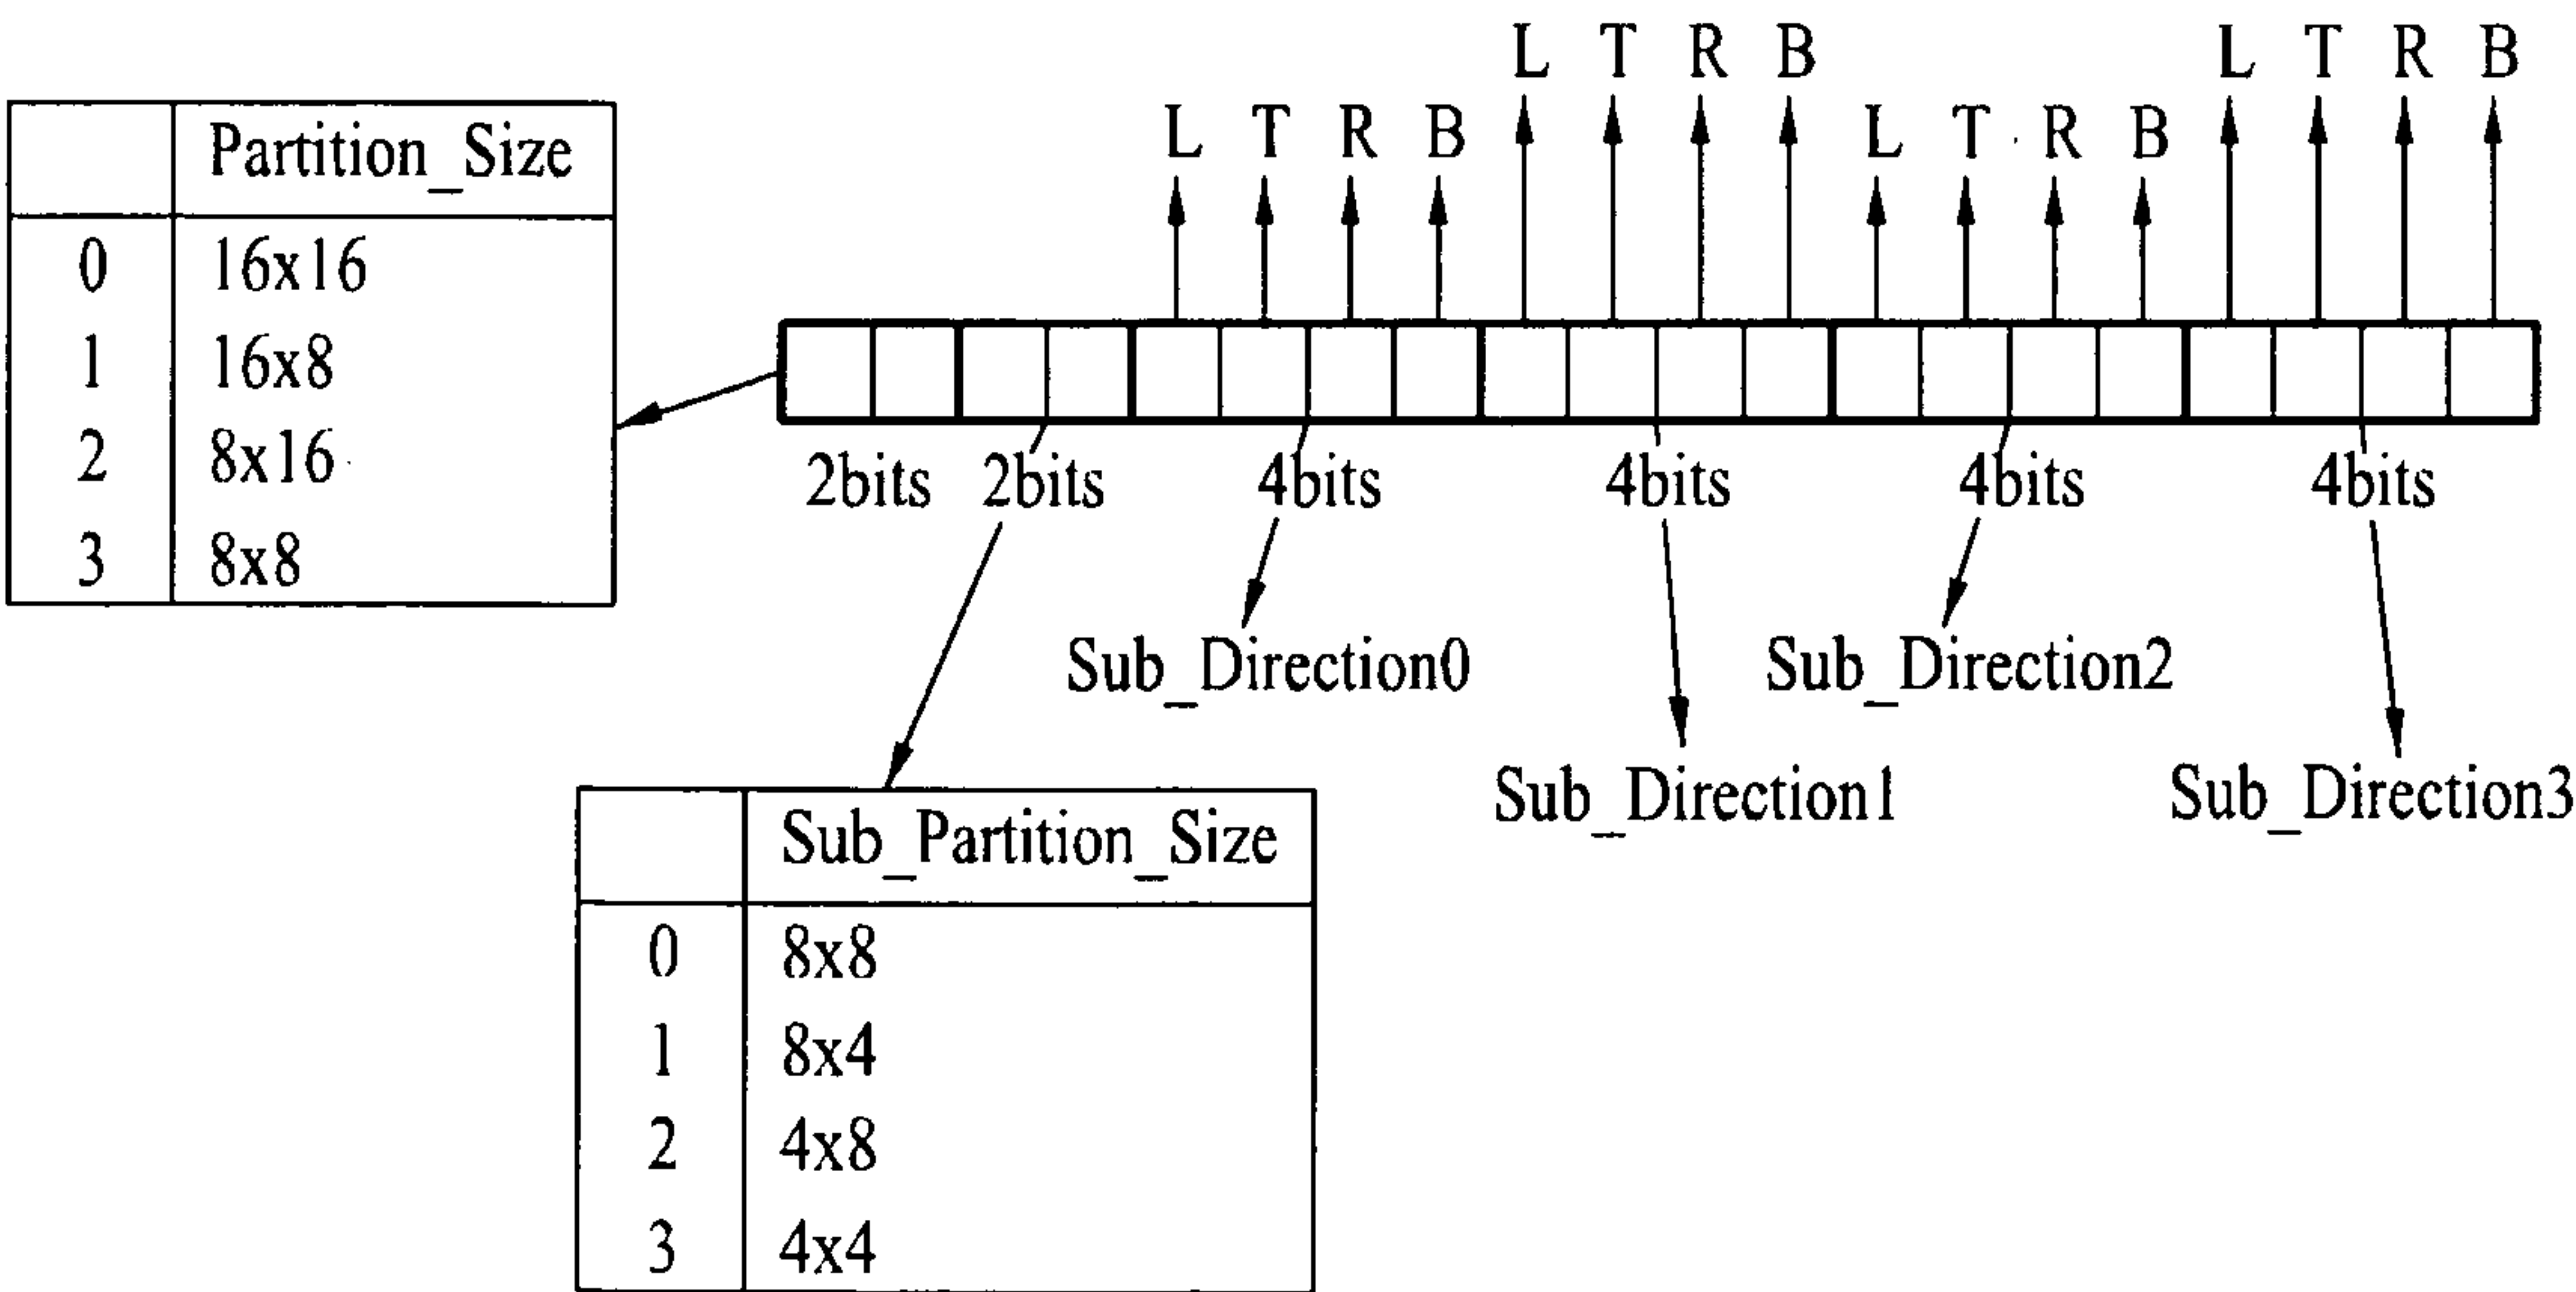 L T R B L T R B
L T R B L T R B
Partition_Size
0 16x16
1 16x8
2 8x16
3 8x8
2bits 2bits 4bits 4bits 4bits 4bits
Sub_Direction0 Sub_Direction2
Sub_Direction1 Sub_Direction3
Sub_Partition_Size
0 8x8
1 8x4
2 4x8
3 4x4